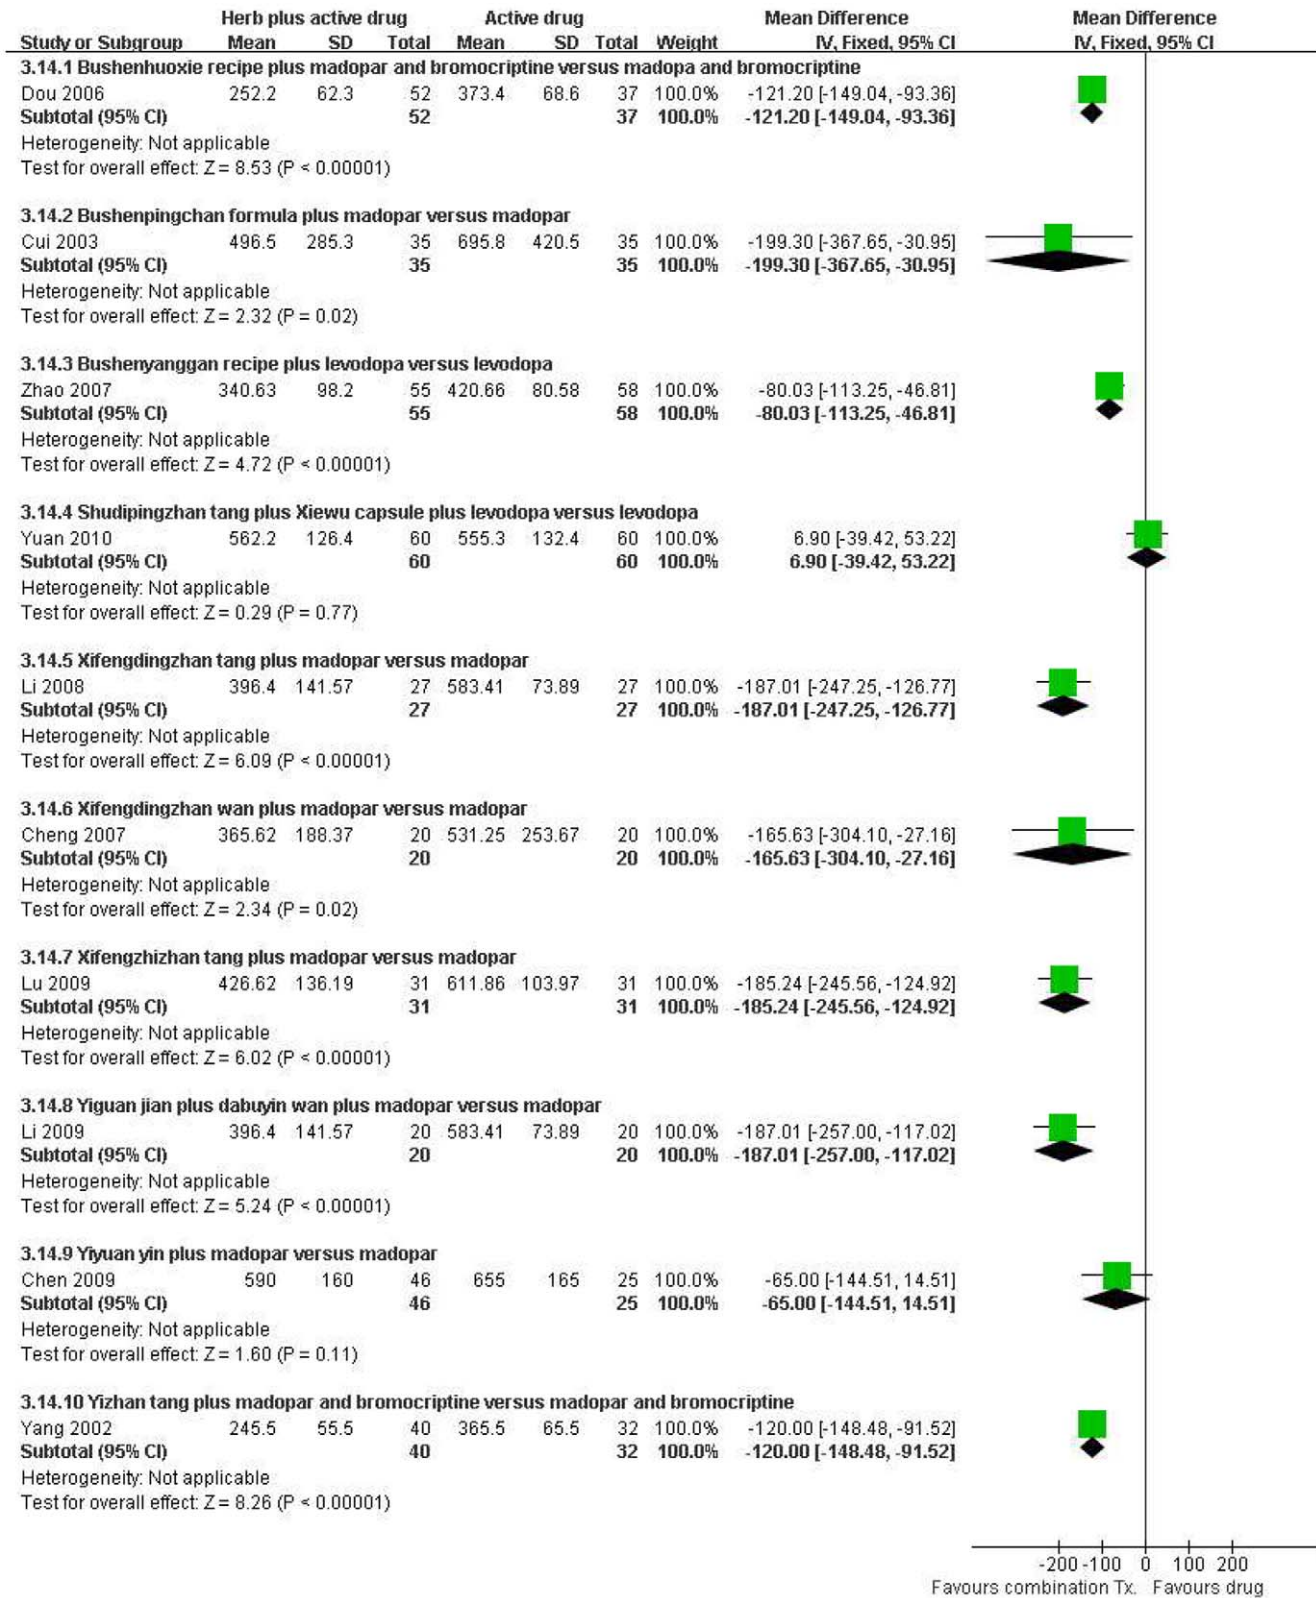 Herb plus active drug Active drug Mean Difference Mean Difference
Study or Subgroup Mean SD Total Mean SD Total Weight IV, Fixed, 95% CI IV, Fixed, 95% CI
3.14.1 Bushenhuoxie recipe plus madopar and bromocriptine versus madopa and bromocriptine
Dou 2006 252.2 62.3 52 373.4 68.6 37 100.0% -121.20 [-149.04, -93.36]
Subtotal (95% CI) 52 37 100.0% -121.20 [-149.04, -93.36]
Heterogeneity: Not applicable
Test for overall effect: Z = 8.53 (P < 0.00001)
3.14.2 Bushenpingchan formula plus madopar versus madopar
Cui 2003 496.5 285.3 35 695.8 420.5 35 100.0% -199.30 [-367.65, -30.95]
Subtotal (95% CI) 35 35 100.0% -199.30 [-367.65, -30.95]
Heterogeneity: Not applicable
Test for overall effect: Z = 2.32 (P = 0.02)
3.14.3 Bushenyanggan recipe plus levodopa versus levodopa
Zhao 2007 340.63 98.2 55 420.66 80.58 58 100.0% -80.03 [-113.25, -46.81]
Subtotal (95% CI) 55 58 100.0% -80.03 [-113.25, -46.81]
Heterogeneity: Not applicable
Test for overall effect: Z = 4.72 (P < 0.00001)
3.14.4 Shudipingzhan tang plus Xiewu capsule plus levodopa versus levodopa
Yuan 2010 562.2 126.4 60 555.3 132.4 60 100.0% 6.90 [-39.42, 53.22]
Subtotal (95% CI) 60 60 100.0% 6.90 [-39.42, 53.22]
Heterogeneity: Not applicable
Test for overall effect: Z = 0.29 (P = 0.77)
3.14.5 Xifengdingzhan tang plus madopar versus madopar
Li 2008 396.4 141.57 27 583.41 73.89 27 100.0% -187.01 [-247.25, -126.77]
Subtotal (95% CI) 27 27 100.0% -187.01 [-247.25, -126.77]
Heterogeneity: Not applicable
Test for overall effect: Z = 6.09 (P < 0.00001)
3.14.6 Xifengdingzhan wan plus madopar versus madopar
Cheng 2007 365.62 188.37 20 531.25 253.67 20 100.0% -165.63 [-304.10, -27.16]
Subtotal (95% CI) 20 20 100.0% -165.63 [-304.10, -27.16]
Heterogeneity: Not applicable
Test for overall effect: Z = 2.34 (P = 0.02)
3.14.7 Xifengzhizhan tang plus madopar versus madopar
Lu 2009 426.62 136.19 31 611.86 103.97 31 100.0% -185.24 [-245.56, -124.92]
Subtotal (95% CI) 31 31 100.0% -185.24 [-245.56, -124.92]
Heterogeneity: Not applicable
Test for overall effect: Z = 6.02 (P < 0.00001)
3.14.8 Yiguan jian plus dabuyin wan plus madopar versus madopar
Li 2009 396.4 141.57 20 583.41 73.89 20 100.0% -187.01 [-257.00, -117.02]
Subtotal (95% CI) 20 20 100.0% -187.01 [-257.00, -117.02]
Heterogeneity: Not applicable
Test for overall effect: Z = 5.24 (P < 0.00001)
3.14.9 Yiyuan yin plus madopar versus madopar
Chen 2009 590 160 46 655 165 25 100.0% -65.00 [-144.51, 14.51]
Subtotal (95% CI) 46 25 100.0% -65.00 [-144.51, 14.51]
Heterogeneity: Not applicable
Test for overall effect: Z = 1.60 (P = 0.11)
3.14.10 Yizhan tang plus madopar and bromocriptine versus madopar and bromocriptine
Yang 2002 245.5 55.5 40 365.5 65.5 32 100.0% -120.00 [-148.48, -91.52]
Subtotal (95% CI) 40 32 100.0% -120.00 [-148.48, -91.52]
Heterogeneity: Not applicable
Test for overall effect: Z = 8.26 (P < 0.00001)
-200 -100 0 100 200
Favours combination Tx. Favours drug